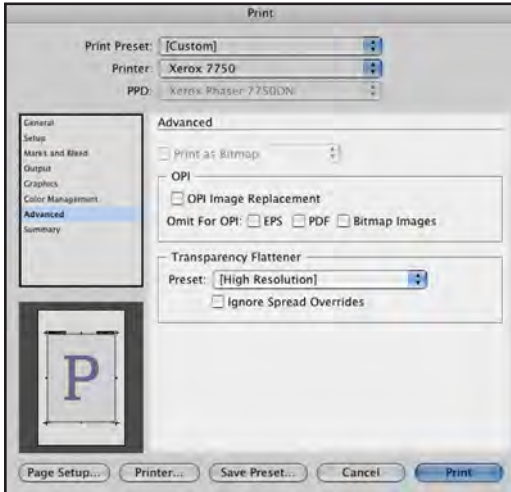 Print
Print Preset: [Custom]
Printer: Xerox 7750
PPD: Xerox Phaser 7750DN
General
Setup
Marks and Bleed
Output
Graphics
Color Management
Advanced
Summary
Advanced
Print as Bitmap
OPI
OPI Image Replacement
Omit For OPI: EPS PDF Bitmap Images
Transparency Flattener
Preset: [High Resolution]
Ignore Spread Overrides
P
Page Setup... Printer... Save Preset... Cancel Print